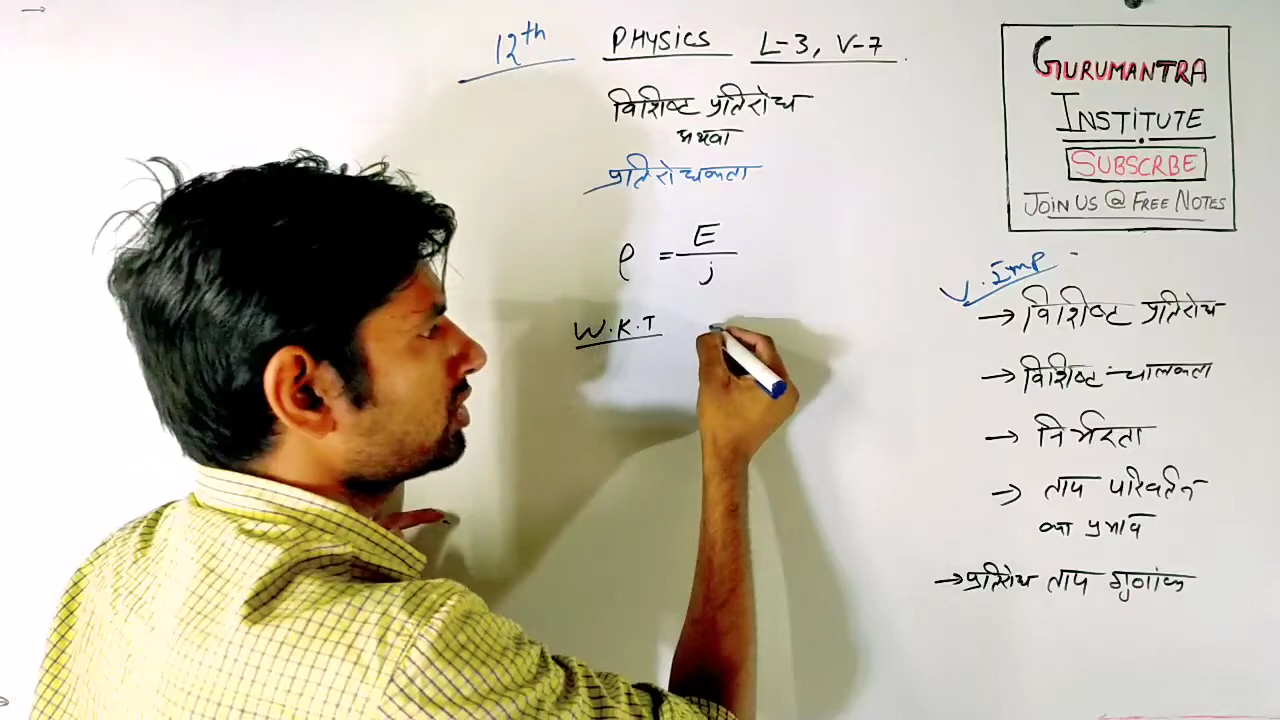 12th PHYSICS L-3, V-7.
विशिष्ट प्रतिरोध
अथवा
प्रतिरोधकता
ρ = E / j
W.K.T
GURUMANTRA
INSTITUTE
SUBSCRBE
JOIN US @ FREE NOTES
V. Imp
→ विशिष्ट प्रतिरोध
→ विशिष्ट चालकता
→ निर्भरता
→ ताप परिवर्तन
का प्रभाव
→ प्रतिरोध ताप गुणांक